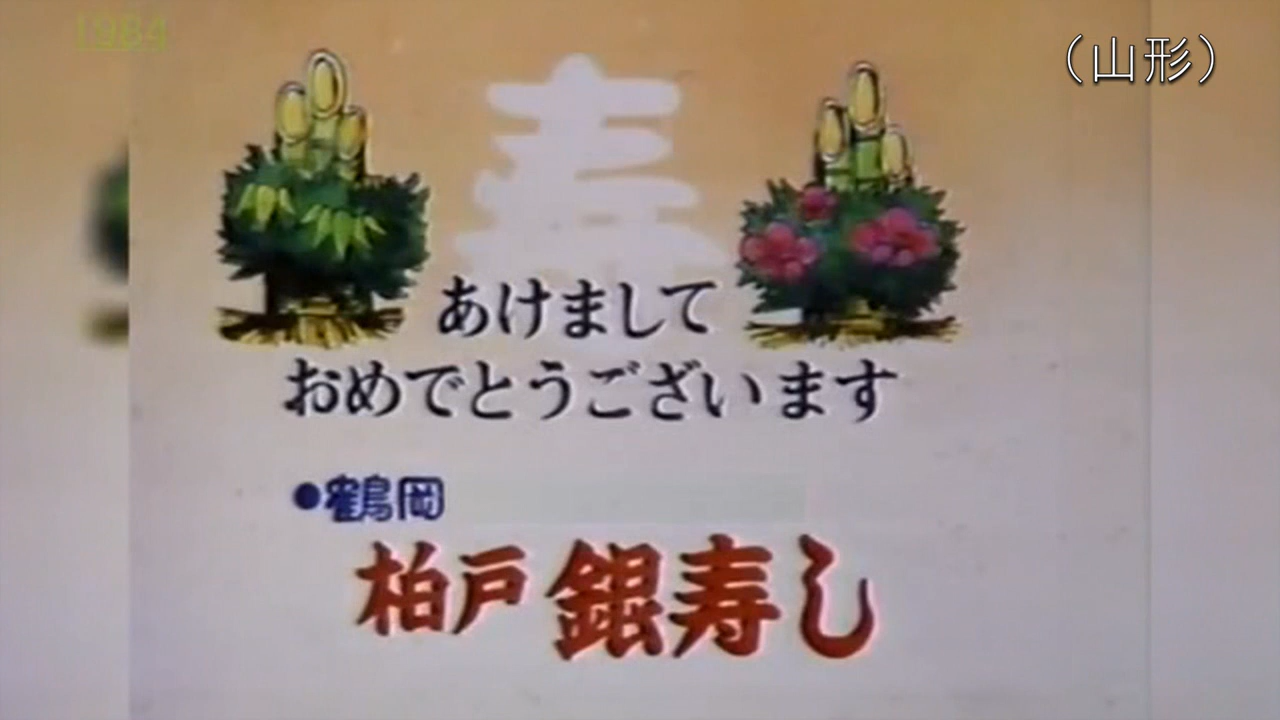 1984
（山形）
寿
あけまして
おめでとうございます
●鶴岡
柏戸銀寿し